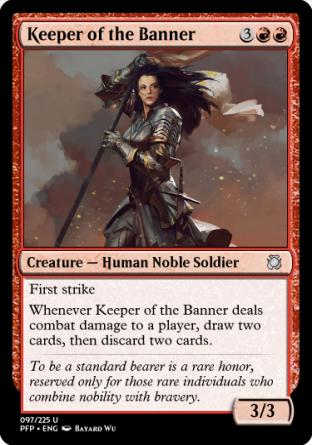 Keeper of the Banner 3
Creature — Human Noble Soldier
First strike
Whenever Keeper of the Banner deals
combat damage to a player, draw two
cards, then discard two cards.
To be a standard bearer is a rare honor,
reserved only for those rare individuals who
combine nobility with bravery.
3/3
097/225 U
PFP • ENG Bayard Wu